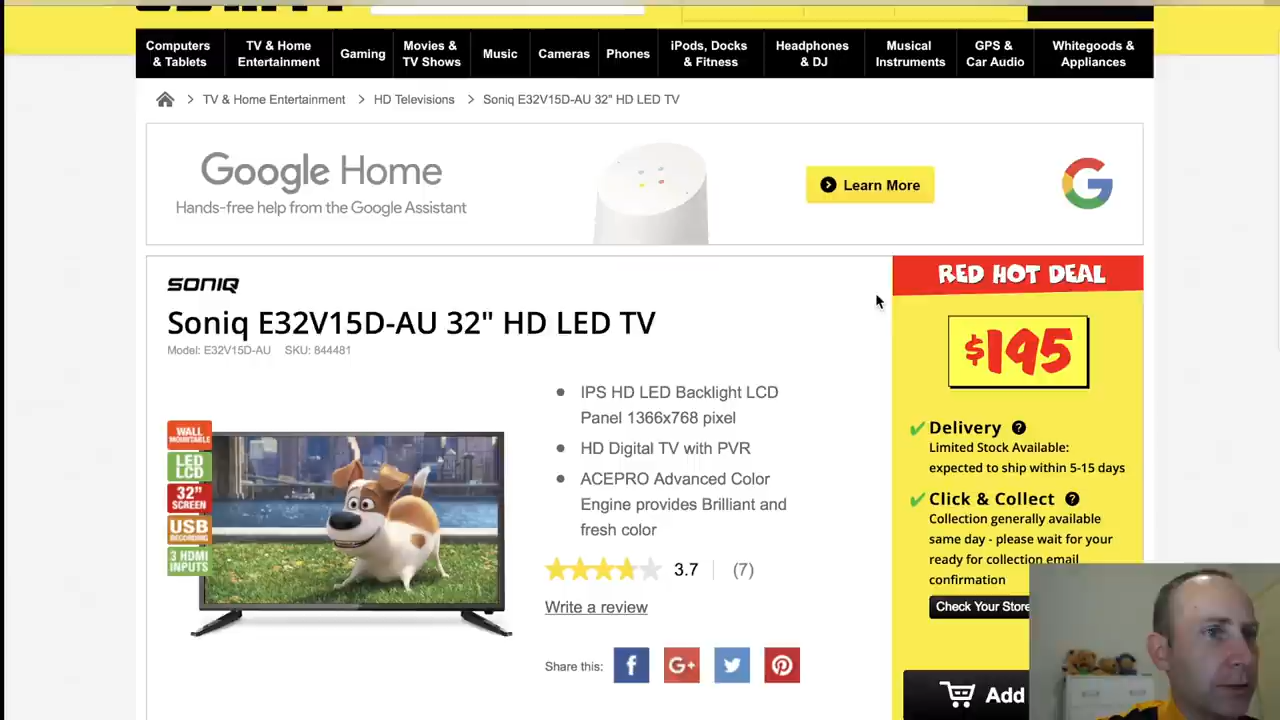 Computers
& Tablets
TV & Home
Entertainment
Gaming
Movies &
TV Shows
Music
Cameras
Phones
iPods, Docks
& Fitness
Headphones
& DJ
Musical
Instruments
GPS &
Car Audio
Whitegoods &
Appliances
TV & Home Entertainment
HD Televisions
Soniq E32V15D-AU 32" HD LED TV
Google Home
Hands-free help from the Google Assistant
Learn More
G
SONIQ
Soniq E32V15D-AU 32" HD LED TV
Model: E32V15D-AU SKU: 844481
WALL
MOUNTABLE
LED
LCD
32"
SCREEN
USB
RECORDING
3 HDMI
INPUTS
IPS HD LED Backlight LCD
Panel 1366x768 pixel
HD Digital TV with PVR
ACEPRO Advanced Color
Engine provides Brilliant and
fresh color
3.7 (7)
Write a review
Share this:
f
G+
RED HOT DEAL
$195
Delivery ?
Limited Stock Available:
expected to ship within 5-15 days
Click & Collect ?
Collection generally available
same day - please wait for your
ready for collection email
confirmation
Check Your Store
Add